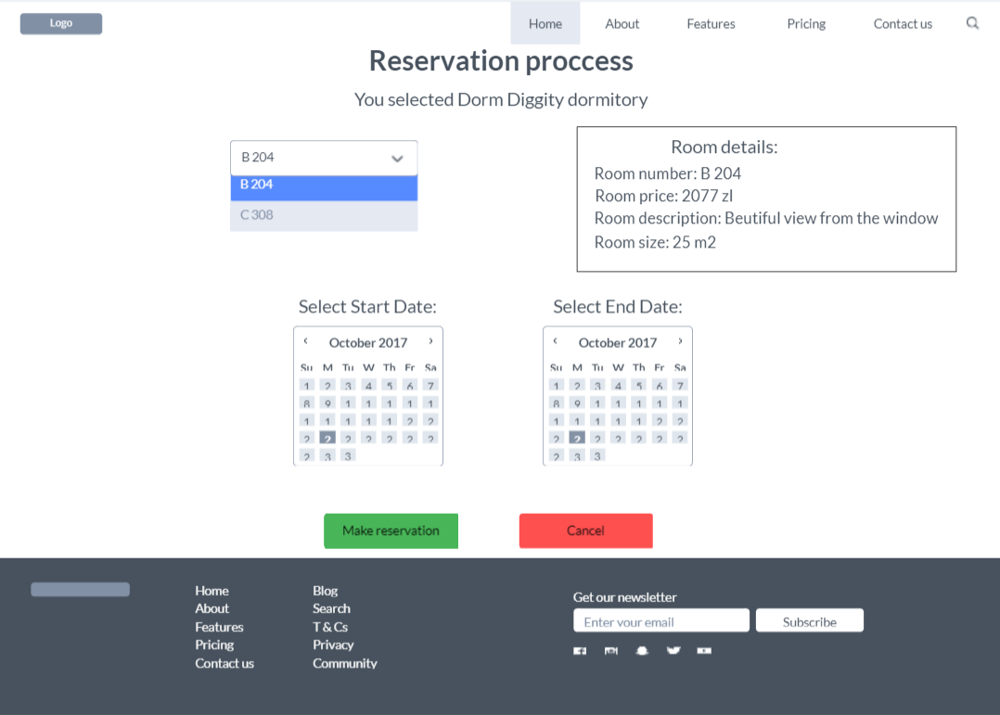 Logo
Home About Features Pricing Contact us
Reservation proccess
You selected Dorm Diggity dormitory
B 204
B 204
C 308
Room details:
Room number: B 204
Room price: 2077 zl
Room description: Beutiful view from the window
Room size: 25 m2
Select Start Date:
‹ October 2017 ›
Su M Tu W Th Fr Sa
1 2 3 4 5 6 7
8 9 1 1 1 1 1
1 1 1 1 1 2 2
2 2 2 2 2 2 2
2 3 3
Select End Date:
‹ October 2017 ›
Su M Tu W Th Fr Sa
1 2 3 4 5 6 7
8 9 1 1 1 1 1
1 1 1 1 1 2 2
2 2 2 2 2 2 2
2 3 3
Make reservation
Cancel
Home
About
Features
Pricing
Contact us
Blog
Search
T & Cs
Privacy
Community
Get our newsletter
Enter your email
Subscribe